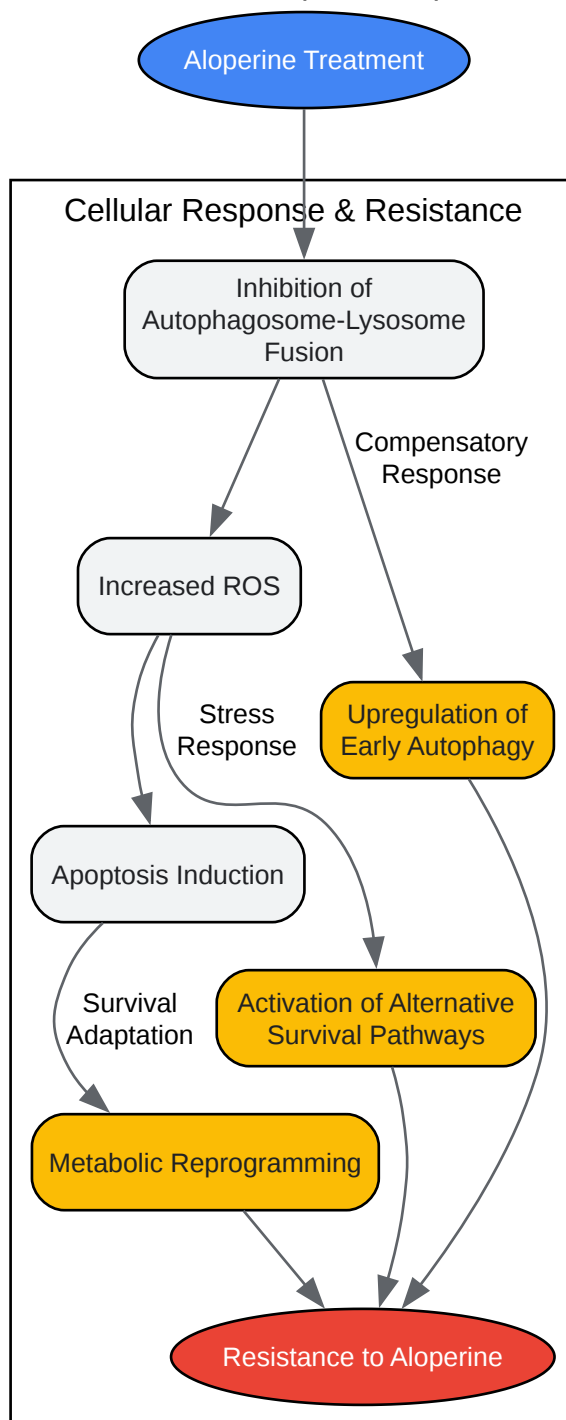 Aloperine Treatment
Cellular Response & Resistance
Inhibition of
Autophagosome-Lysosome
Fusion
Compensatory
Response
Increased ROS
Stress
Response
Upregulation of
Early Autophagy
Apoptosis Induction
Survival
Adaptation
Activation of Alternative
Survival Pathways
Metabolic Reprogramming
Resistance to Aloperine